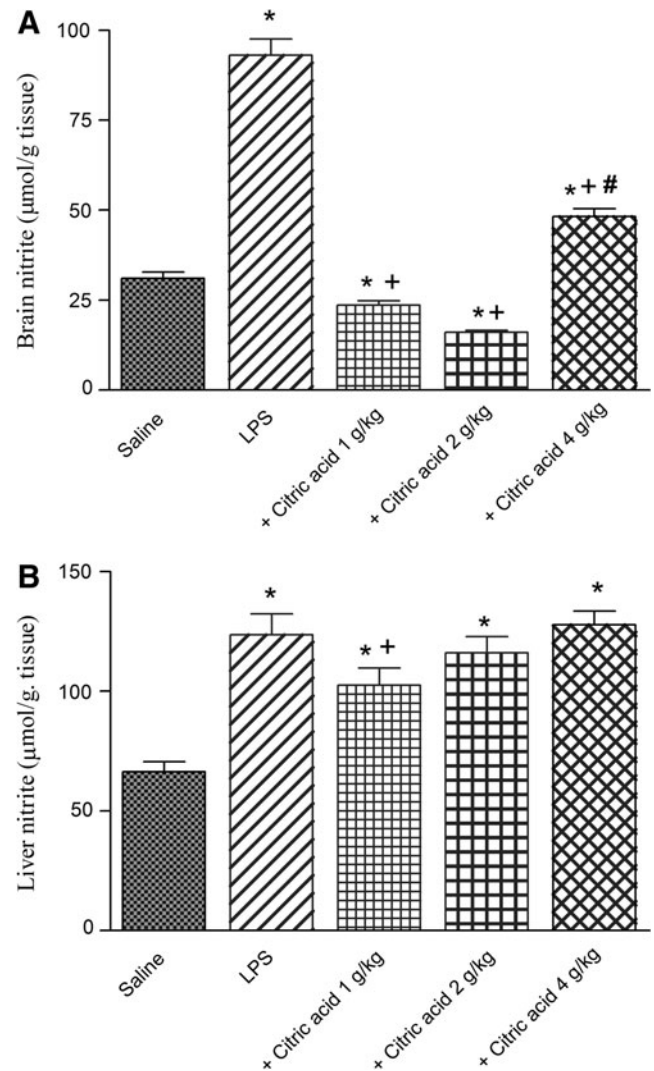 A
Brain nitrite (μmol/g tissue)
100
75
50
25
0
*
* +
*+
*+#
Saline
LPS
+ Citric acid 1 g/kg
+ Citric acid 2 g/kg
+ Citric acid 4 g/kg
B
Liver nitrite (μmol/g. tissue)
150
100
50
0
*
*+
*
*
Saline
LPS
+ Citric acid 1 g/kg
+ Citric acid 2 g/kg
+ Citric acid 4 g/kg